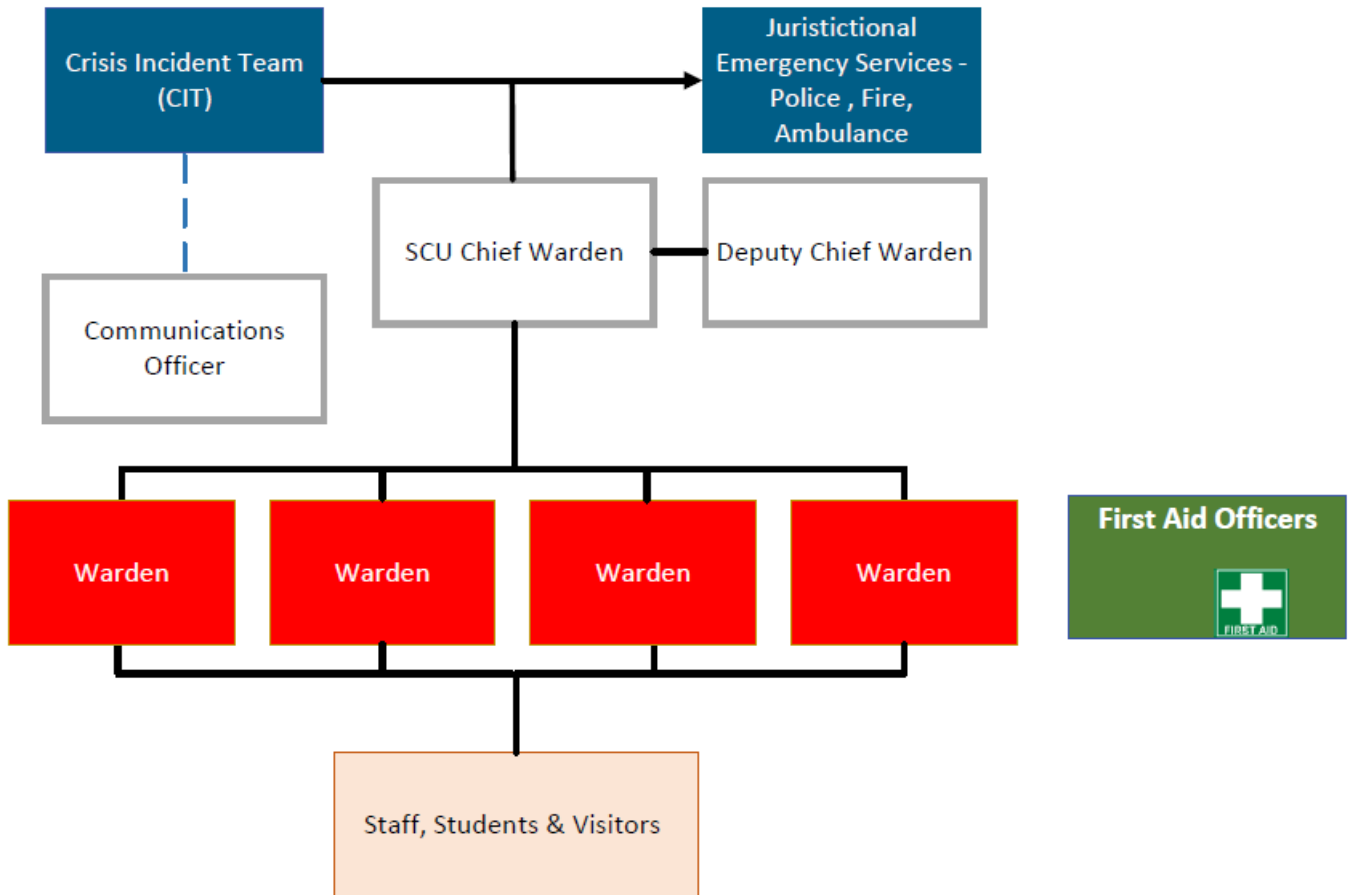 Crisis Incident Team
(CIT)
Juristictional
Emergency Services -
Police , Fire,
Ambulance
SCU Chief Warden
Deputy Chief Warden
Communications
Officer
Warden
Warden
Warden
Warden
First Aid Officers
FIRST AID
Staff, Students & Visitors